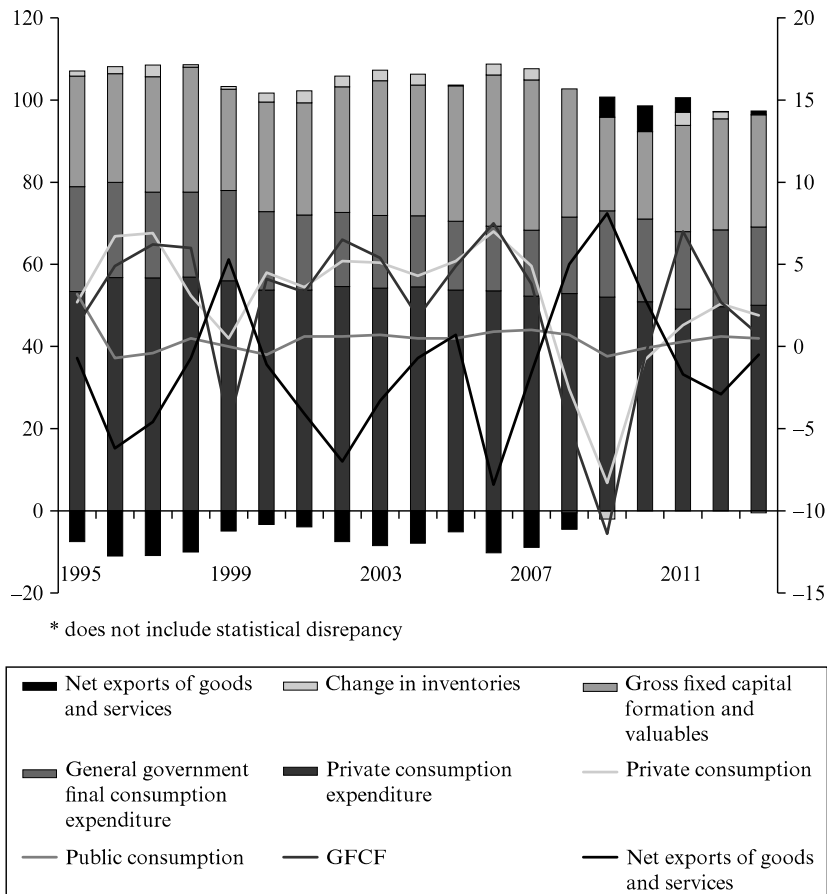 120
100
80
60
40
20
0
–20
20
15
10
5
0
–5
–10
–15
1995
1999
2003
2007
2011
* does not include statistical disrepancy
Net exports of goods
and services
Change in inventories
Gross fixed capital
formation and
valuables
General government
final consumption
expenditure
Private consumption
expenditure
Private consumption
Public consumption
GFCF
Net exports of goods
and services